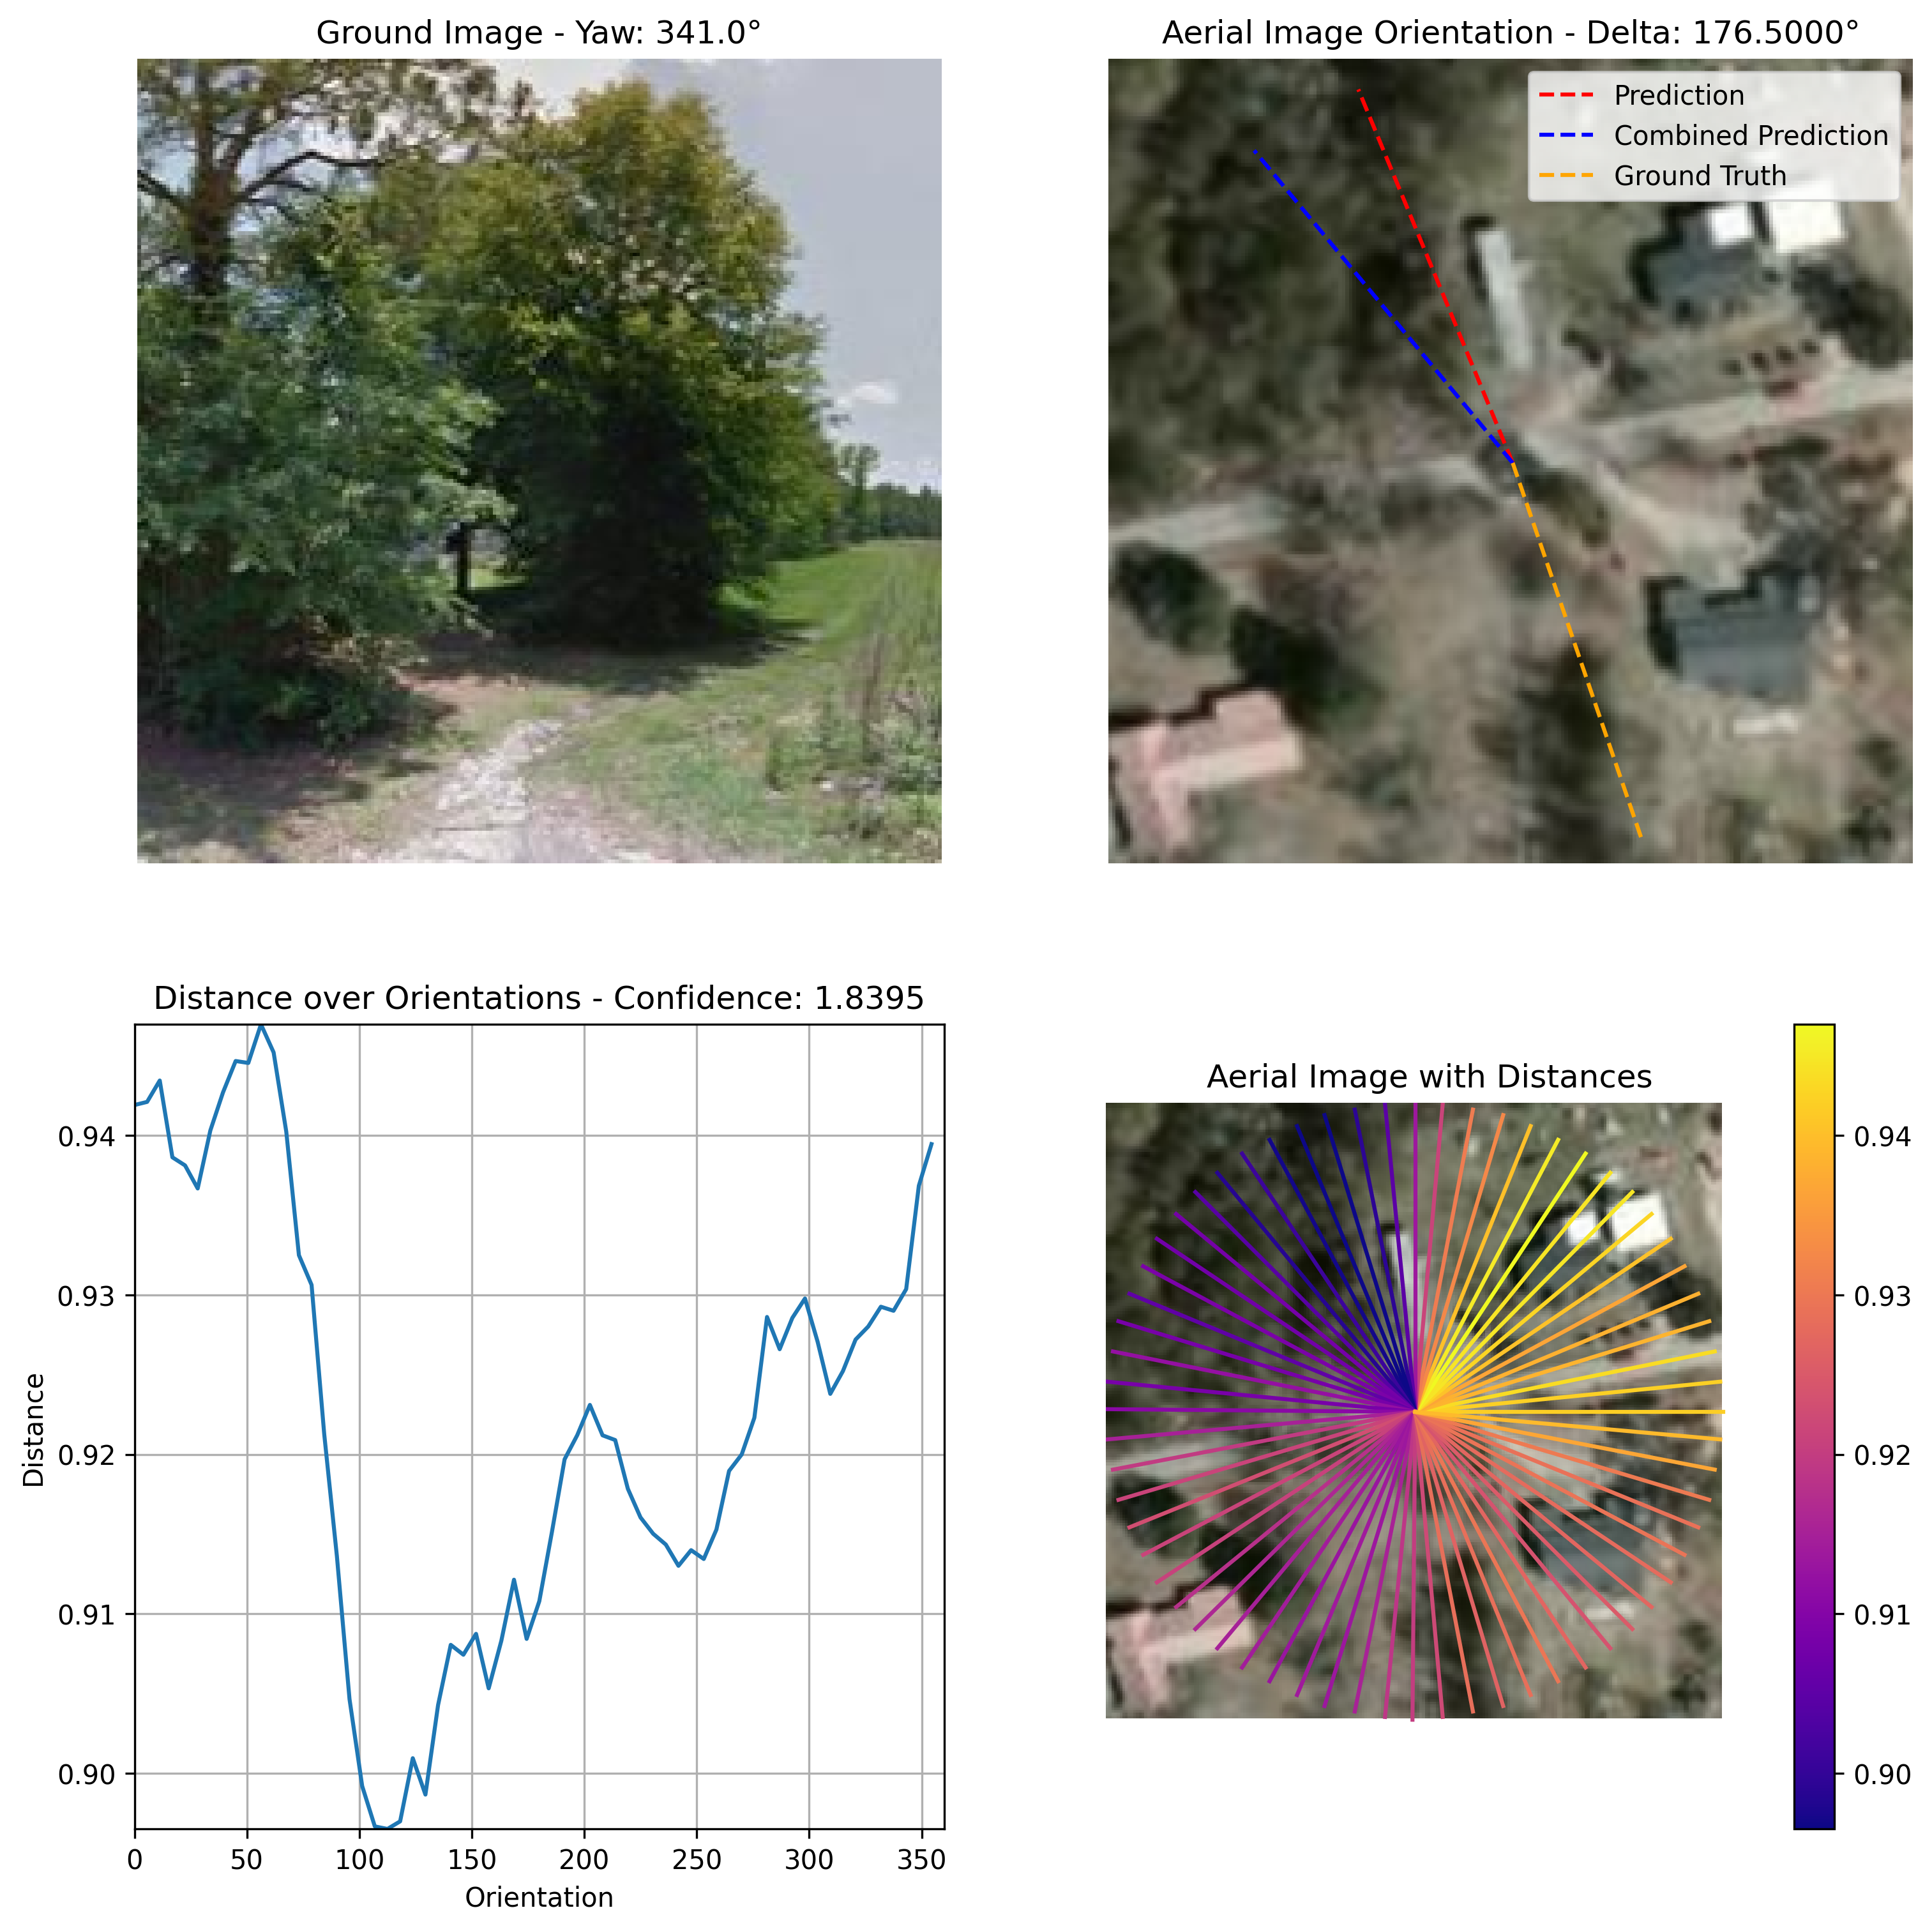 Ground Image - Yaw: 341.0°
Aerial Image Orientation - Delta: 176.5000°
Prediction
Combined Prediction
Ground Truth
Distance over Orientations - Confidence: 1.8395
0.94
0.93
0.92
0.91
0.90
Distance
0
50
100
150
200
250
300
350
Orientation
Aerial Image with Distances
0.94
0.93
0.92
0.91
0.90